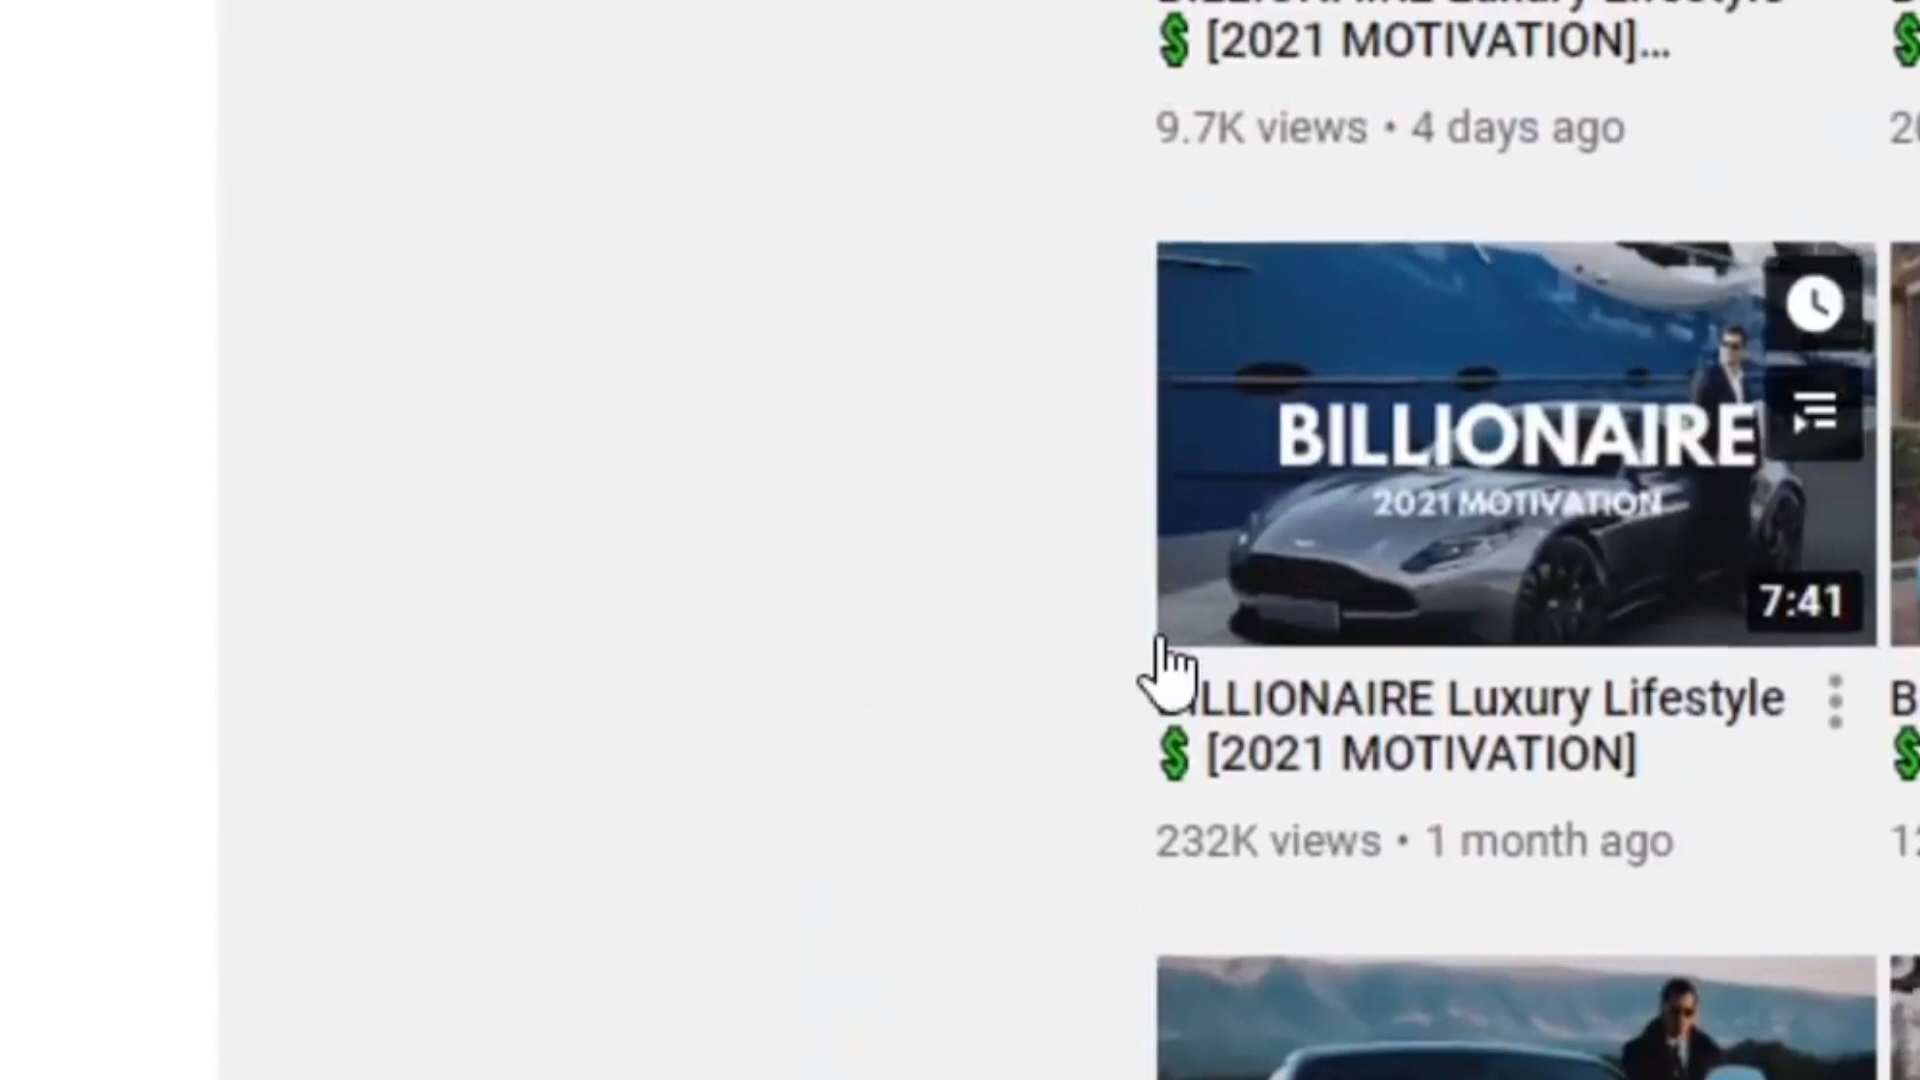 [2021 MOTIVATION]...
9.7K views • 4 days ago
BILLIONAIRE
2021 MOTIVATION
7:41
BILLIONAIRE Luxury Lifestyle
💲 [2021 MOTIVATION]
232K views • 1 month ago